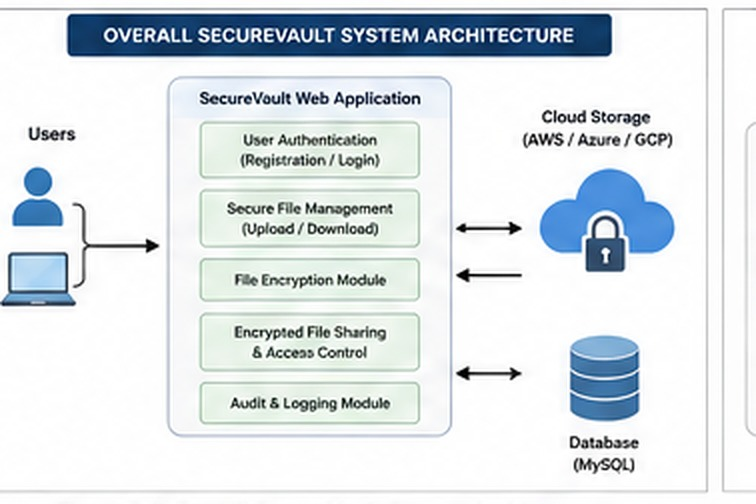 OVERALL SECUREVAULT SYSTEM ARCHITECTURE
Users
SecureVault Web Application
User Authentication
(Registration / Login)
Secure File Management
(Upload / Download)
File Encryption Module
Encrypted File Sharing
& Access Control
Audit & Logging Module
Cloud Storage
(AWS / Azure / GCP)
Database
(MySQL)